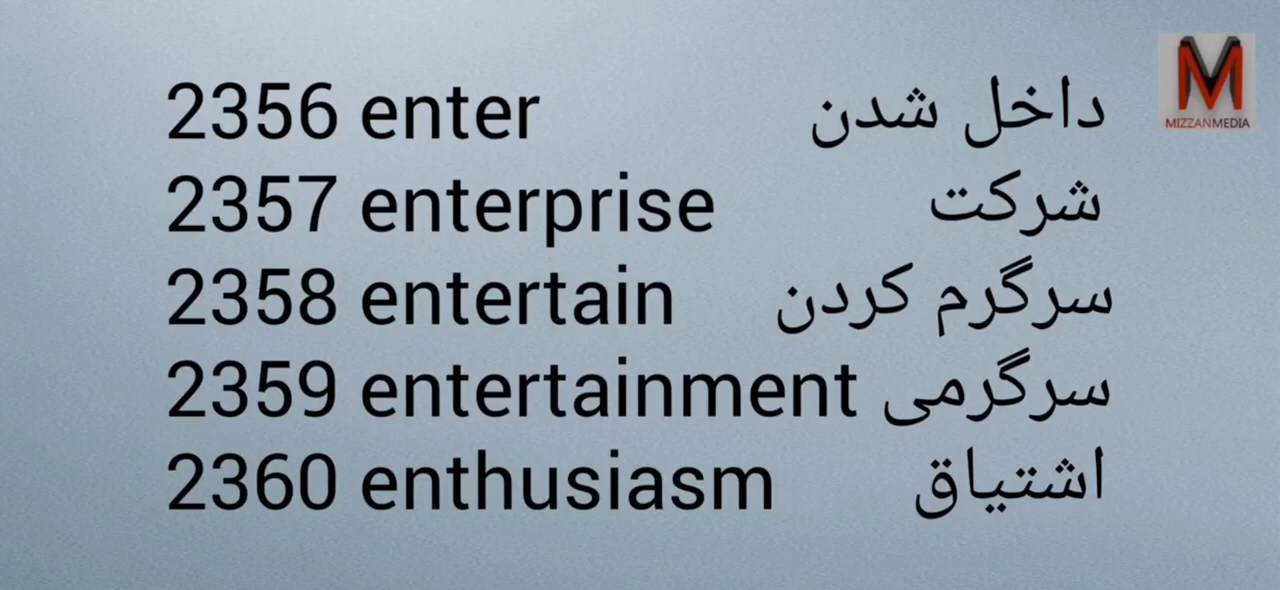 2356 enter داخل شدن
2357 enterprise شرکت
2358 entertain سرگرم کردن
2359 entertainment سرگرمی
2360 enthusiasm اشتیاق
M
MIZZANMEDIA